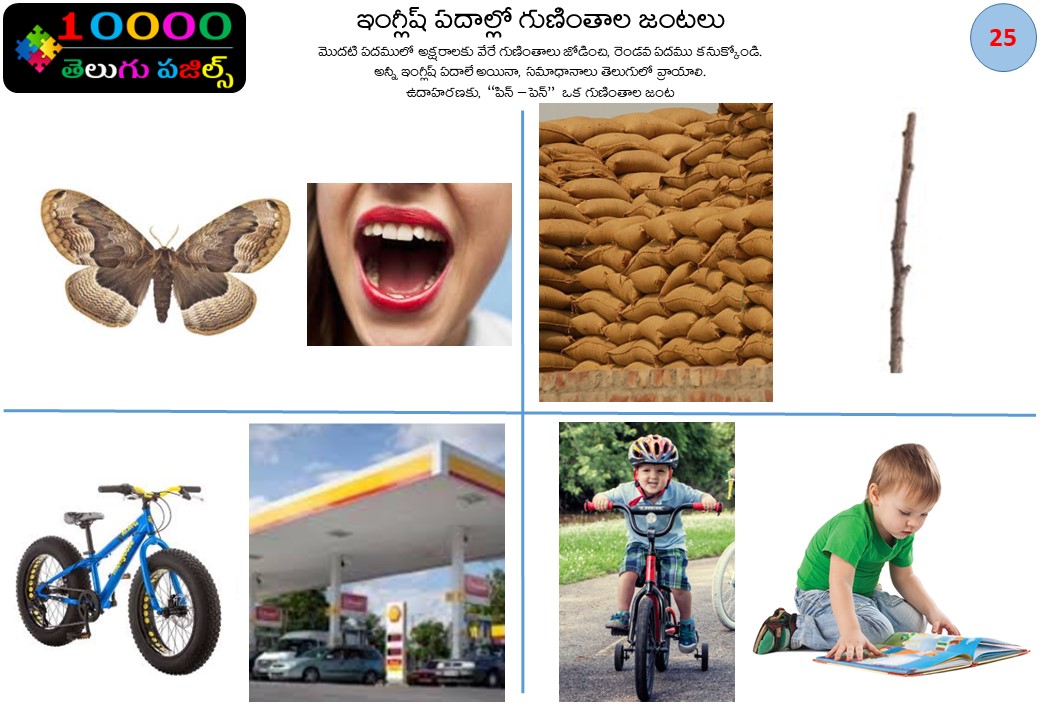 10000
తెలుగు పజిల్స్
ఇంగ్లీష్ పదాల్లో గుణింతాల జంటలు
మొదటి పదములో అక్షరాలకు వేరే గుణింతాలు జోడించి, రెండవ పదము కనుక్కోండి.
అన్నీ ఇంగ్లీష్ పదాలే అయినా, సమాధానాలు తెలుగులో వ్రాయాలి.
ఉదాహరణకు, “పిన్ – పెన్” ఒక గుణింతాల జంట
25